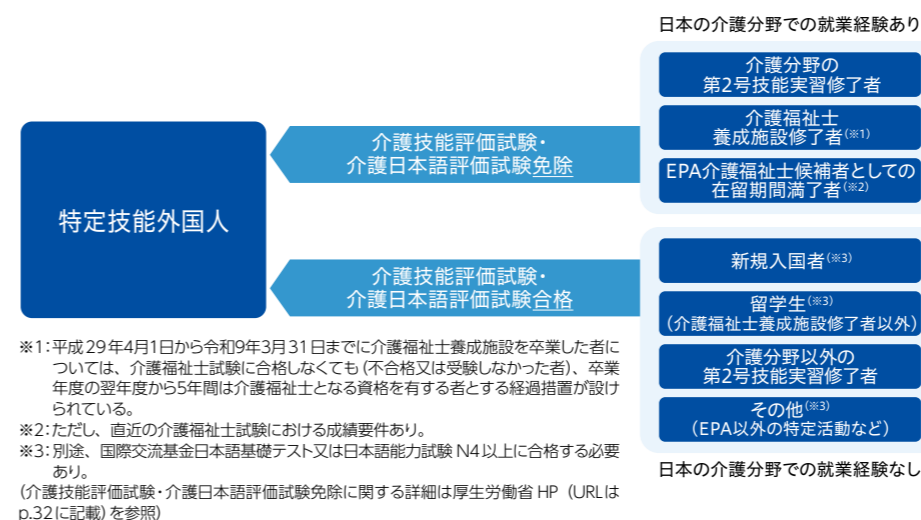 日本の介護分野での就業経験あり
介護分野の
第2号技能実習修了者
介護福祉士
養成施設修了者(※1)
EPA介護福祉士候補者としての
在留期間満了者(※2)
介護技能評価試験・
介護日本語評価試験免除
特定技能外国人
介護技能評価試験・
介護日本語評価試験合格
新規入国者(※3)
留学生(※3)
(介護福祉士養成施設修了者以外)
介護分野以外の
第2号技能実習修了者
その他(※3)
(EPA以外の特定活動など)
日本の介護分野での就業経験なし
※1:平成29年4月1日から令和9年3月31日までに介護福祉士養成施設を卒業した者に
ついては、介護福祉士試験に合格しなくても(不合格又は受験しなかった者)、卒業
年度の翌年度から5年間は介護福祉士となる資格を有する者とする経過措置が設け
られている。
※2:ただし、直近の介護福祉士試験における成績要件あり。
※3:別途、国際交流基金日本語基礎テスト又は日本語能力試験 N4以上に合格する必要
あり。
(介護技能評価試験・介護日本語評価試験免除に関する詳細は厚生労働省 HP(URLは
p.32に記載)を参照)